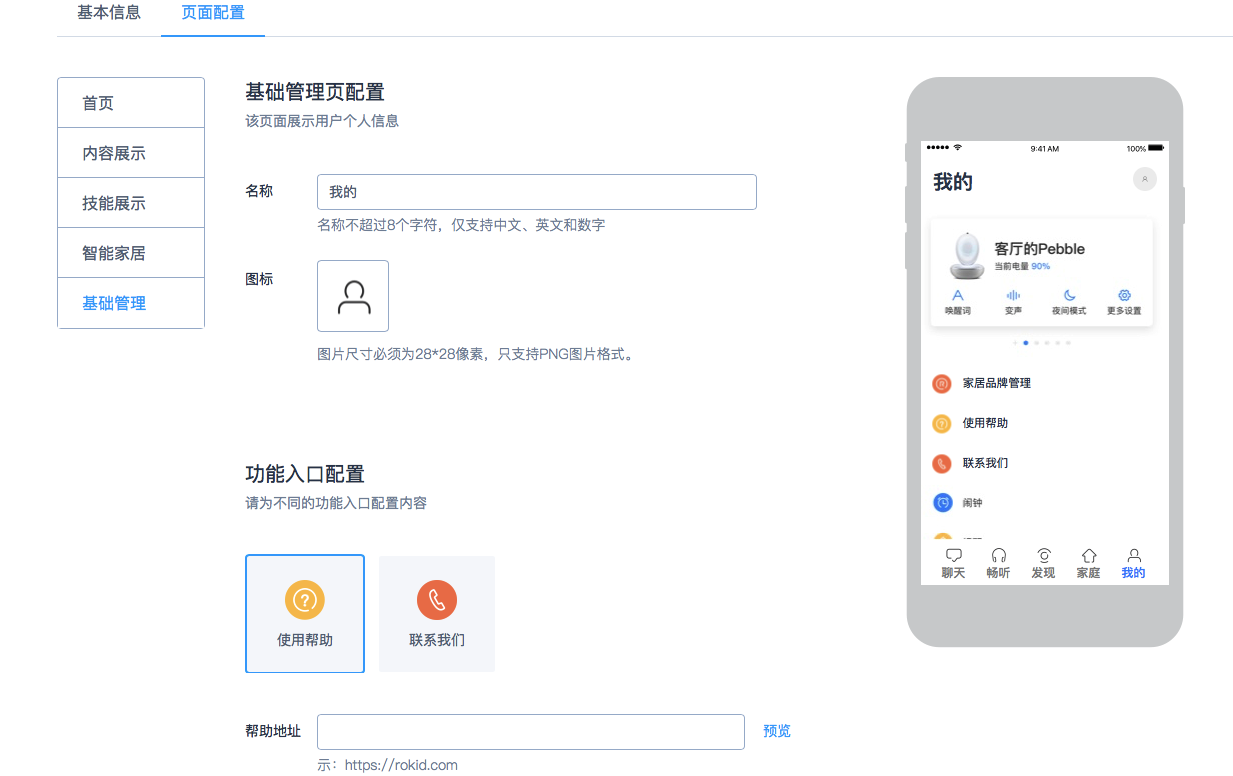 基本信息
页面配置
首页
内容展示
技能展示
智能家居
基础管理
基础管理页配置
该页面展示用户个人信息
名称
我的
名称不超过8个字符，仅支持中文、英文和数字
图标
图片尺寸必须为28*28像素，只支持PNG图片格式。
功能入口配置
请为不同的功能入口配置内容
使用帮助
联系我们
帮助地址
预览
示：https://rokid.com
9:41 AM
100%
我的
客厅的Pebble
当前电量 90%
唤醒词
变声
夜间模式
更多设置
家居品牌管理
使用帮助
联系我们
闹钟
聊天
畅听
发现
家庭
我的